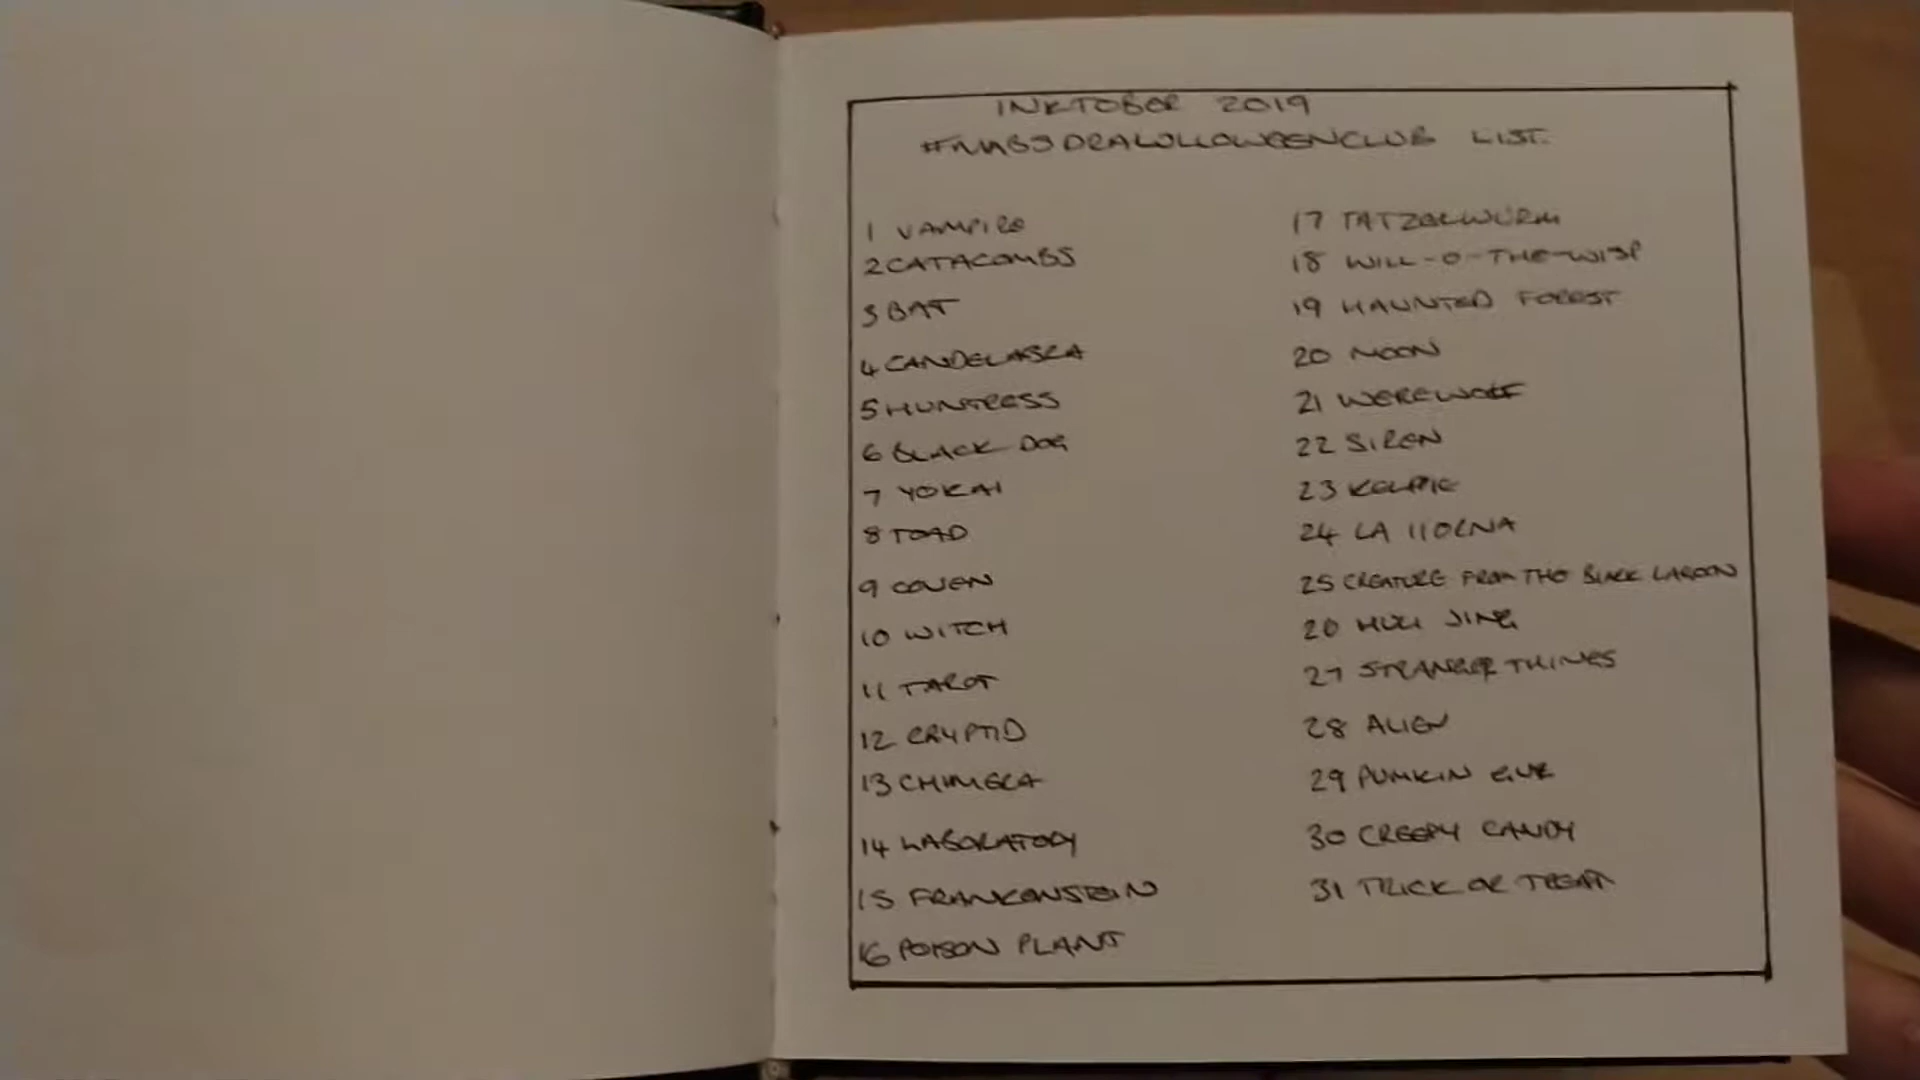 INKTOBER 2019
#MABSDRAWLLOWEENCLUB LIST.
1 VAMPIRE
2 CATACOMBS
3 BAT
4 CANDELABRA
5 HUNTRESS
6 BLACK DOG
7 YOKAI
8 TOAD
9 COVEN
10 WITCH
11 TAROT
12 CRYPTID
13 CHIMERA
14 LABORATORY
15 FRANKENSTEIN
16 POISON PLANT
17 TATZELWURM
18 WILL-O-THE-WISP
19 HAUNTED FOREST
20 MOON
21 WEREWOLF
22 SIREN
23 KELPIE
24 LA llORNA
25 CREATURE FROM THE BLACK LAGOON
26 HULI JING
27 STRANGER THINGS
28 ALIEN
29 PUMKIN
30 CREEPY CANDY
31 TRICK OR TREAT